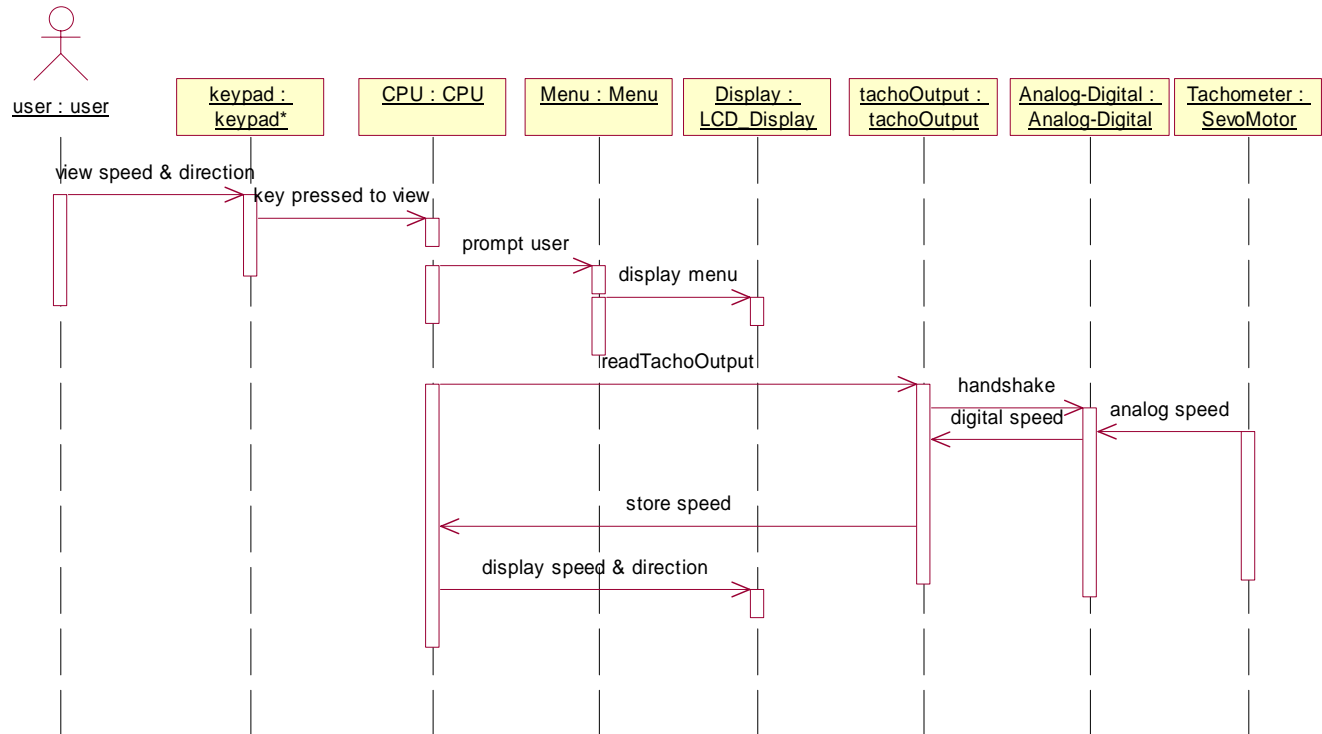 user : user
keypad :
keypad*
CPU : CPU
Menu : Menu
Display :
LCD_Display
tachoOutput :
tachoOutput
Analog-Digital :
Analog-Digital
Tachometer :
SevoMotor
view speed & direction
key pressed to view
prompt user
display menu
readTachoOutput
handshake
analog speed
digital speed
store speed
display speed & direction